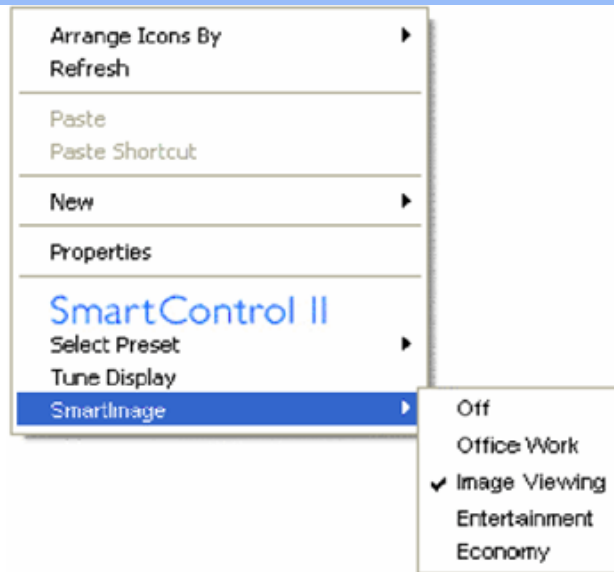 Arrange Icons By
Refresh
Paste
Paste Shortcut
New
Properties
SmartControl II
Select Preset
Tune Display
SmartImage
Off
Office Work
Image Viewing
Entertainment
Economy